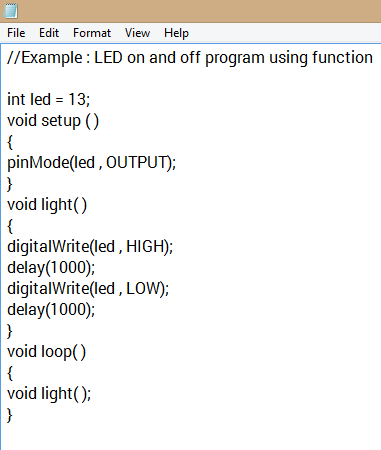 File Edit Format View Help
//Example : LED on and off program using function
int led = 13;
void setup ( )
{
pinMode(led , OUTPUT);
}
void light( )
{
digitalWrite(led , HIGH);
delay(1000);
digitalWrite(led , LOW);
delay(1000);
}
void loop( )
{
void light( );
}